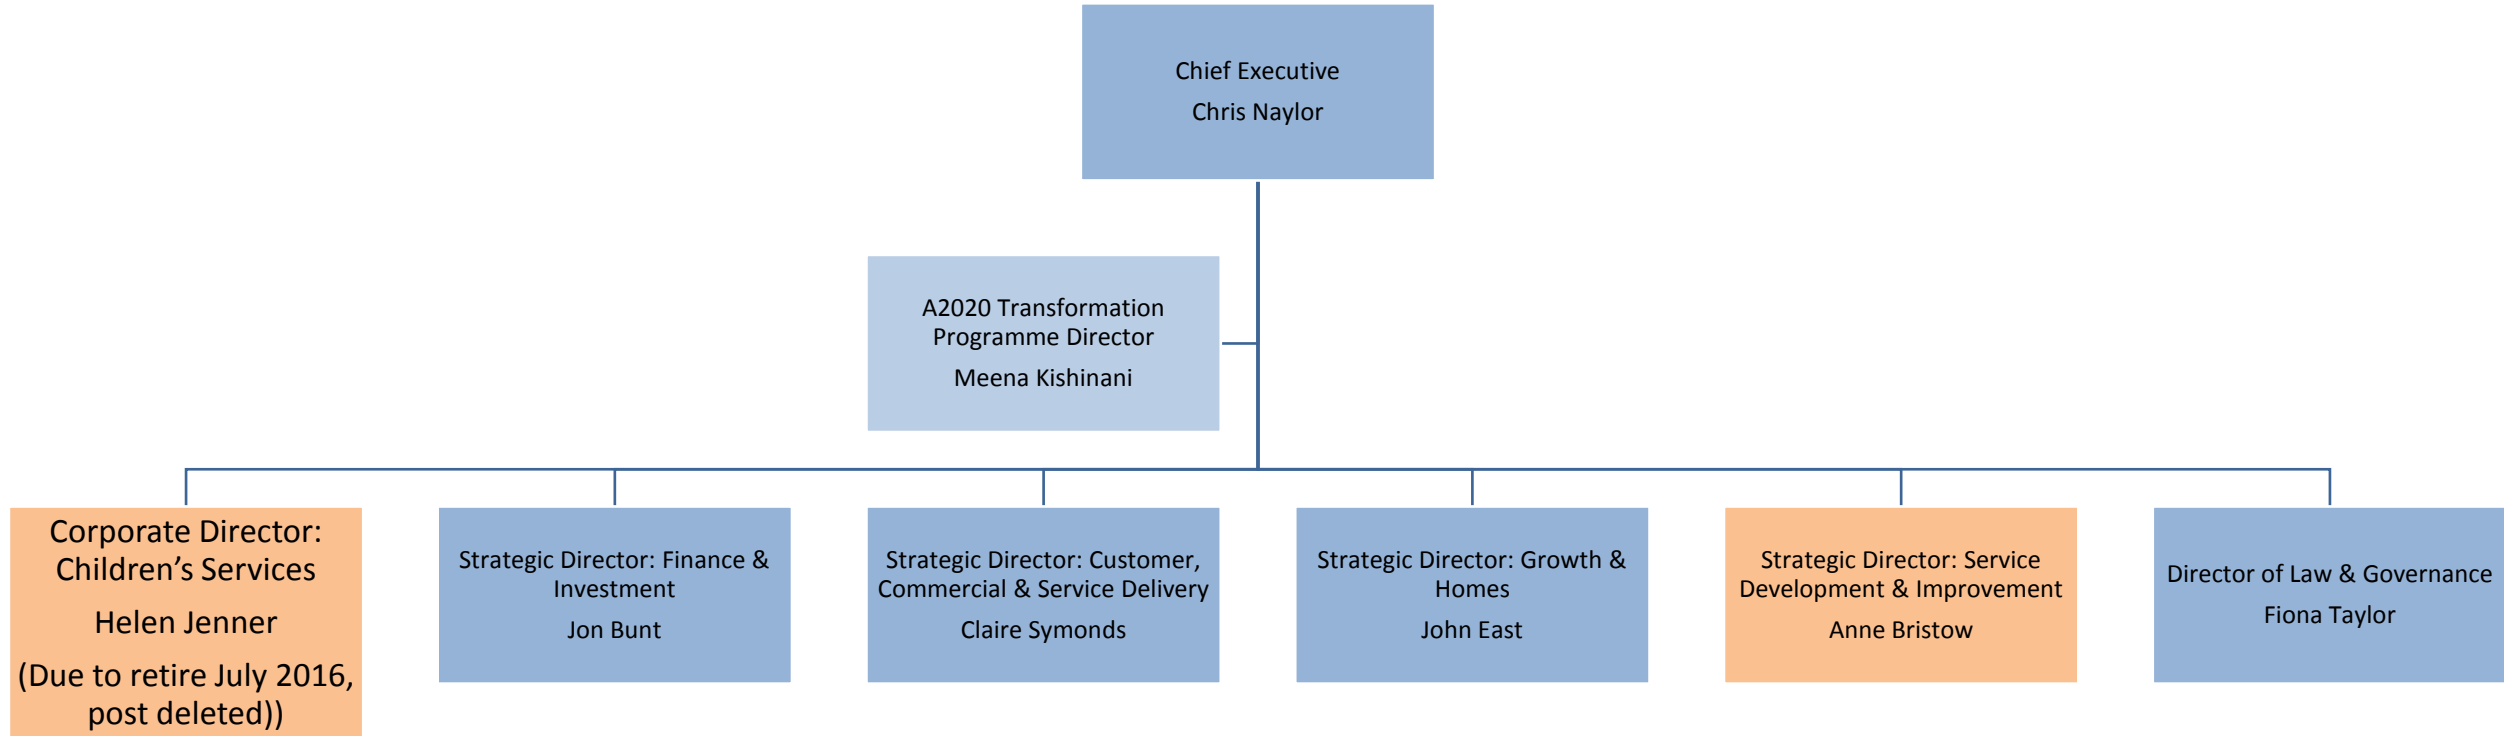 Chief Executive
Chris Naylor
A2020 Transformation
Programme Director
Meena Kishinani
Corporate Director:
Children’s Services
Helen Jenner
(Due to retire July 2016,
post deleted))
Strategic Director: Finance &
Investment
Jon Bunt
Strategic Director: Customer,
Commercial & Service Delivery
Claire Symonds
Strategic Director: Growth &
Homes
John East
Strategic Director: Service
Development & Improvement
Anne Bristow
Director of Law & Governance
Fiona Taylor